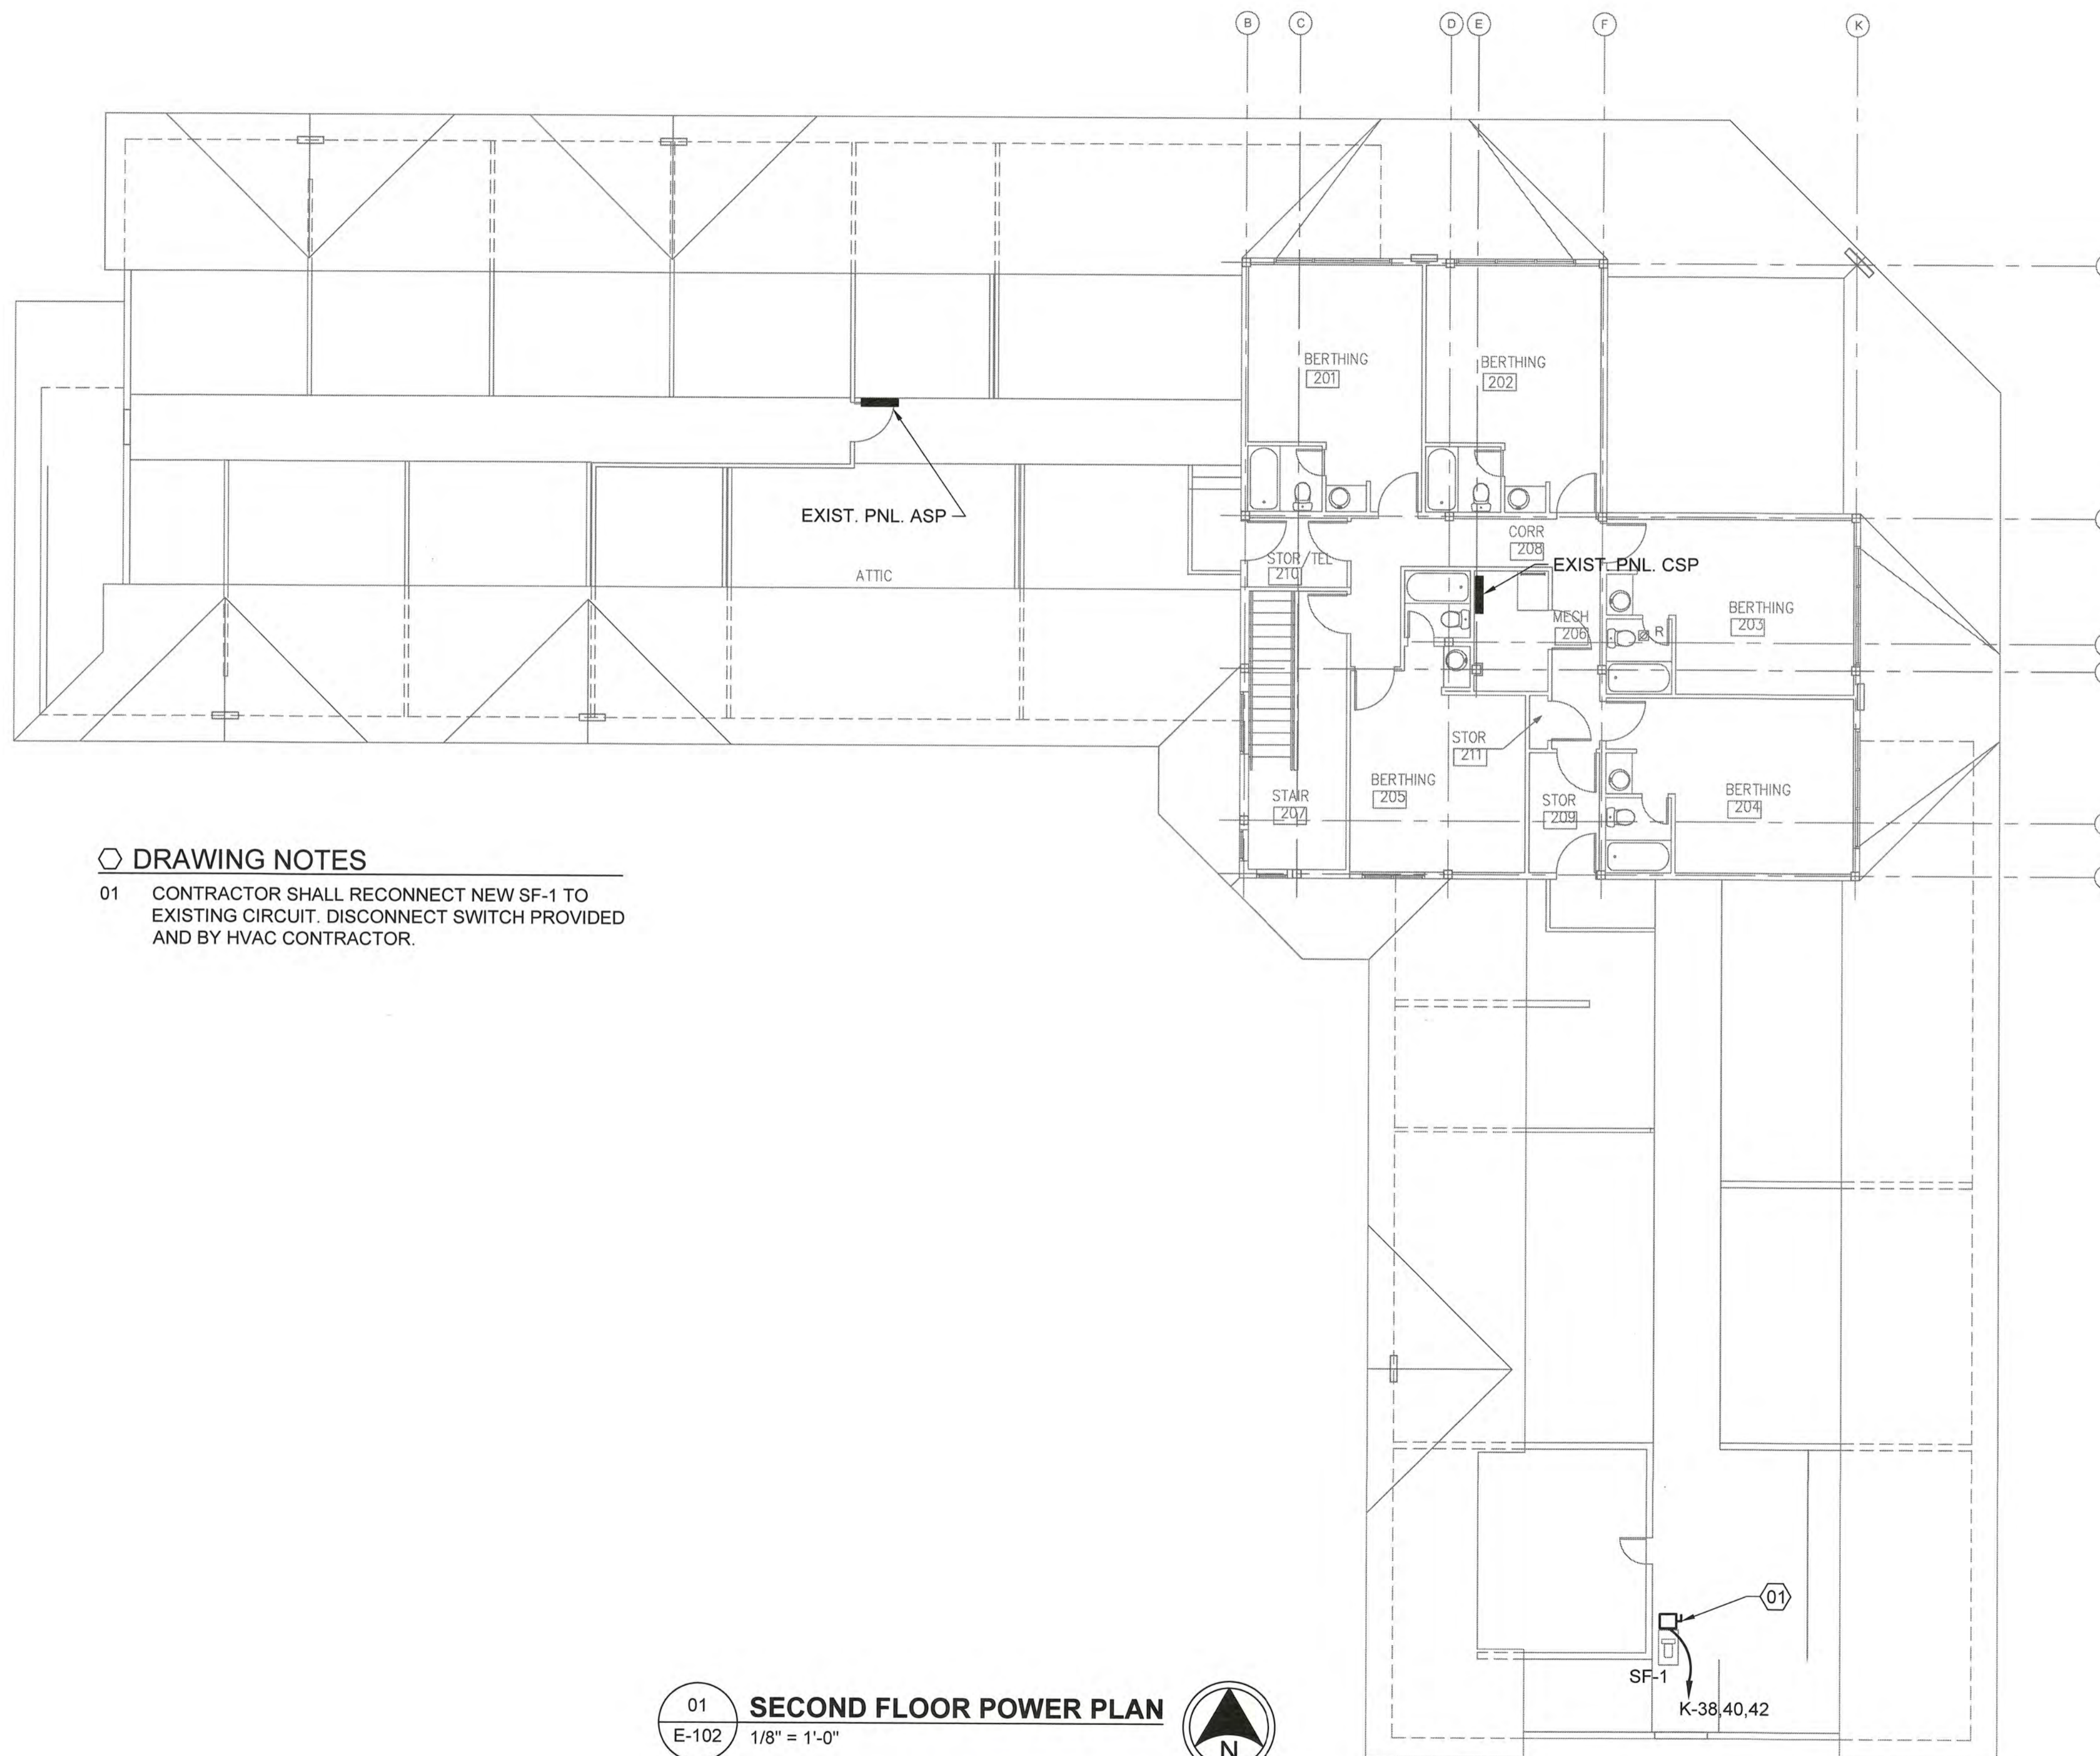 B C D E F K
BERTHING
201
BERTHING
202
EXIST. PNL. ASP
CORR
208
STOR/TEL
210
EXIST. PNL. CSP
ATTIC
MECH
206
BERTHING
203
R
STOR
211
BERTHING
205
STAIR
207
STOR
209
BERTHING
204
DRAWING NOTES
01 CONTRACTOR SHALL RECONNECT NEW SF-1 TO
EXISTING CIRCUIT. DISCONNECT SWITCH PROVIDED
AND BY HVAC CONTRACTOR.
01
SF-1
K-38,40,42
01
E-102
SECOND FLOOR POWER PLAN
1/8" = 1'-0"
N